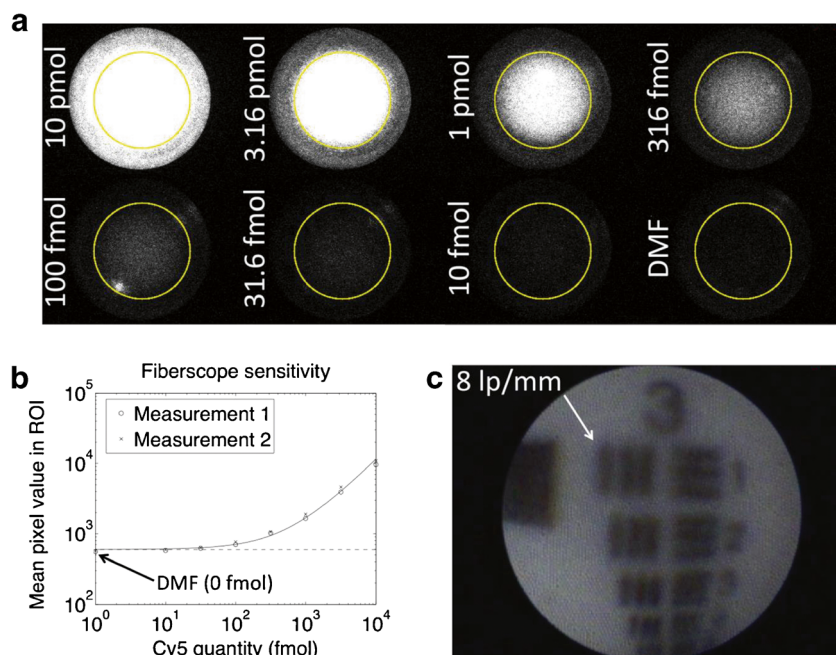 a
10 pmol
3.16 pmol
1 pmol
316 fmol
100 fmol
31.6 fmol
10 fmol
DMF
b
Fiberscope sensitivity
10^5
10^4
10^3
10^2
Mean pixel value in ROI
Measurement 1
Measurement 2
DMF (0 fmol)
10^0
10^1
10^2
10^3
10^4
Cy5 quantity (fmol)
c
8 lp/mm
3
1
2
3